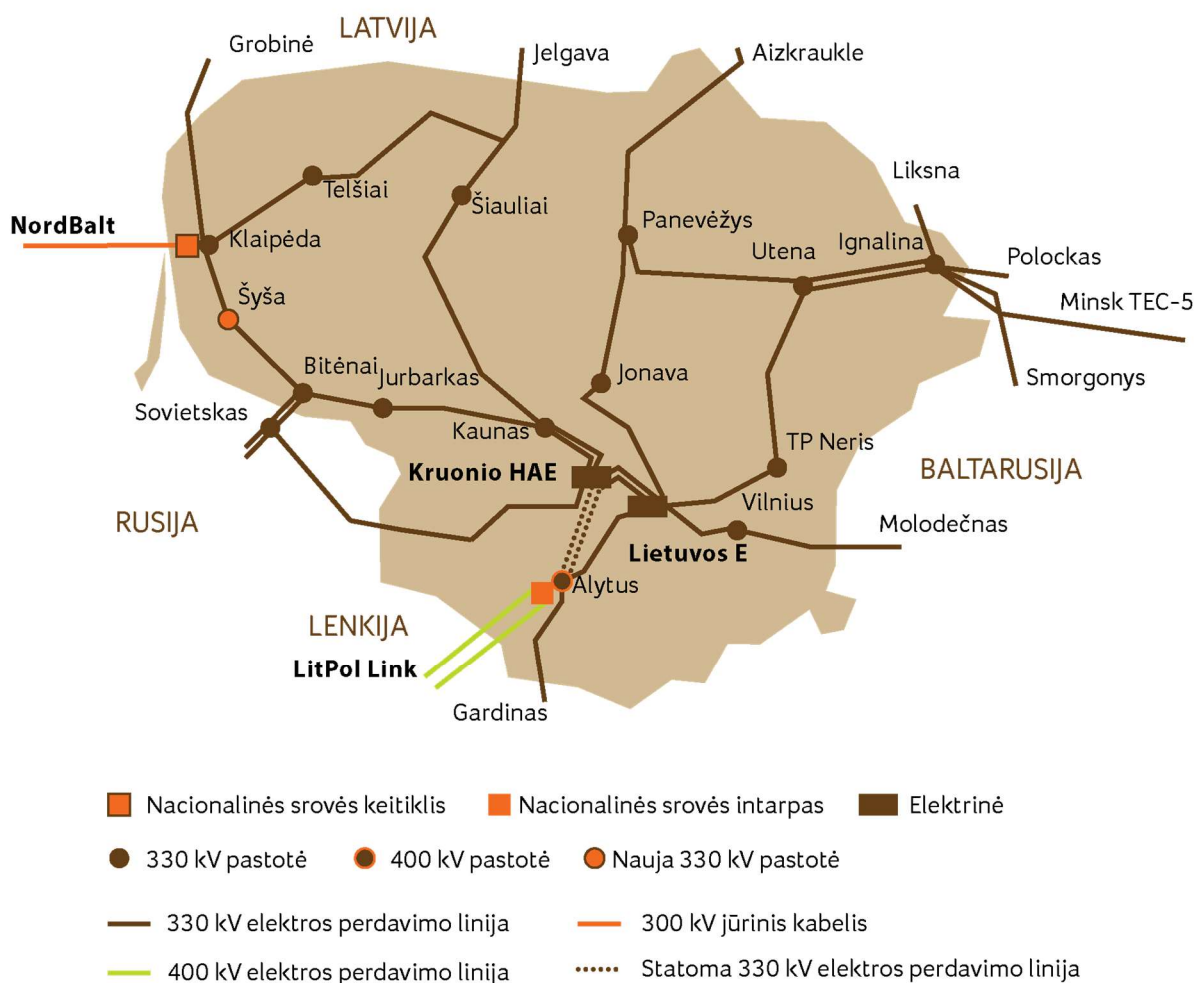 LATVIJA
Grobinė
Jelgava
Aizkraukle
Telšiai
Šiauliai
Liksna
NordBalt
Klaipėda
Panevėžys
Utena
Ignalina
Polockas
Šyša
Minsk TEC-5
Bitėnai
Jurbarkas
Jonava
Smorgonys
Sovietskas
Kaunas
TP Neris
Kruonio HAE
BALTARUSIJA
RUSIJA
Vilnius
Molodečnas
Lietuvos E
Alytus
LENKIJA
LitPol Link
Gardinas
Nacionalinės srovės keitiklis
Nacionalinės srovės intarpas
Elektrinė
330 kV pastotė
400 kV pastotė
Nauja 330 kV pastotė
330 kV elektros perdavimo linija
300 kV jūrinis kabelis
400 kV elektros perdavimo linija
Statoma 330 kV elektros perdavimo linija